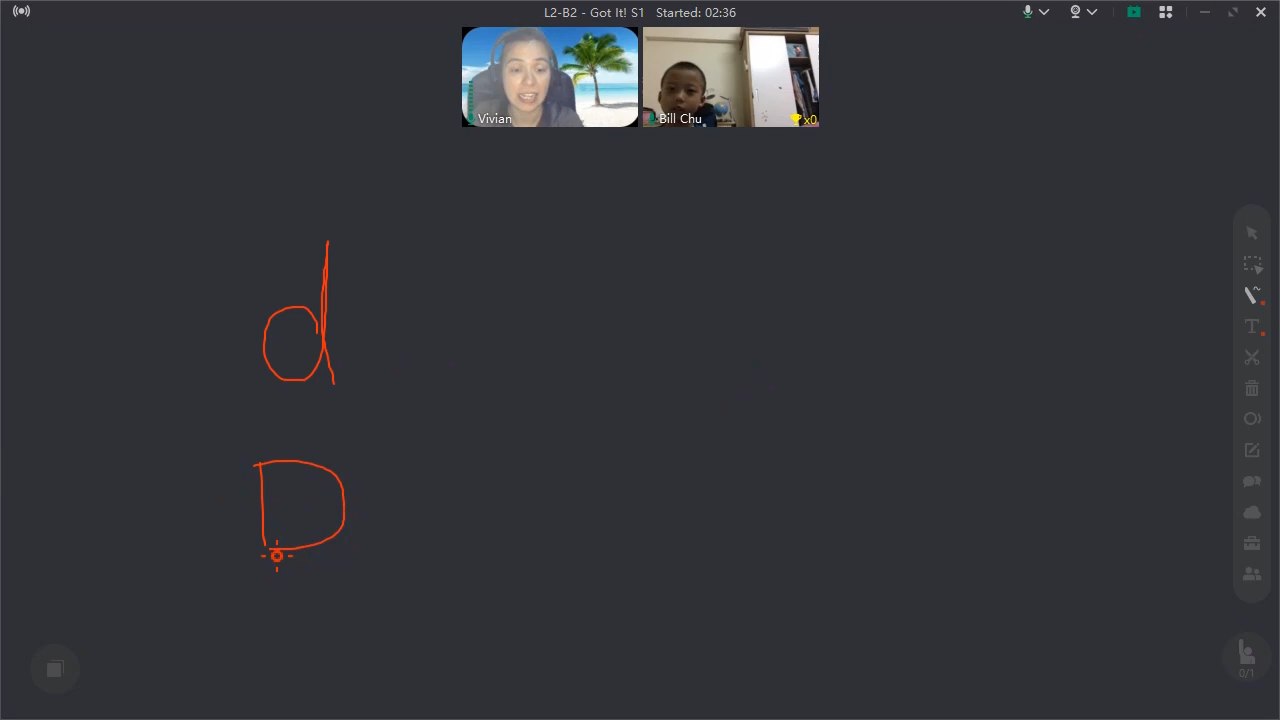 L2-B2 - Got It! S1 Started: 02:36
Vivian
Bill Chu
x0
d
D
T
0/1